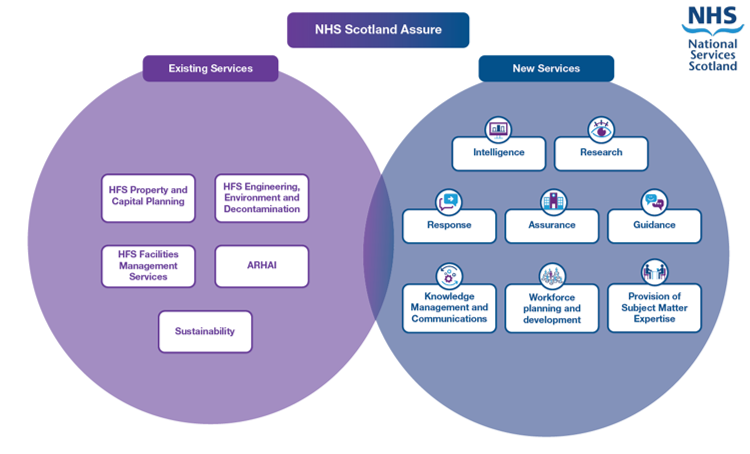 NHS Scotland Assure
NHS
National
Services
Scotland
Existing Services
New Services
Intelligence
Research
HFS Property and
Capital Planning
HFS Engineering,
Environment and
Decontamination
Response
Assurance
Guidance
HFS Facilities
Management
Services
ARHAI
Knowledge
Management and
Communications
Workforce
planning and
development
Provision of
Subject Matter
Expertise
Sustainability